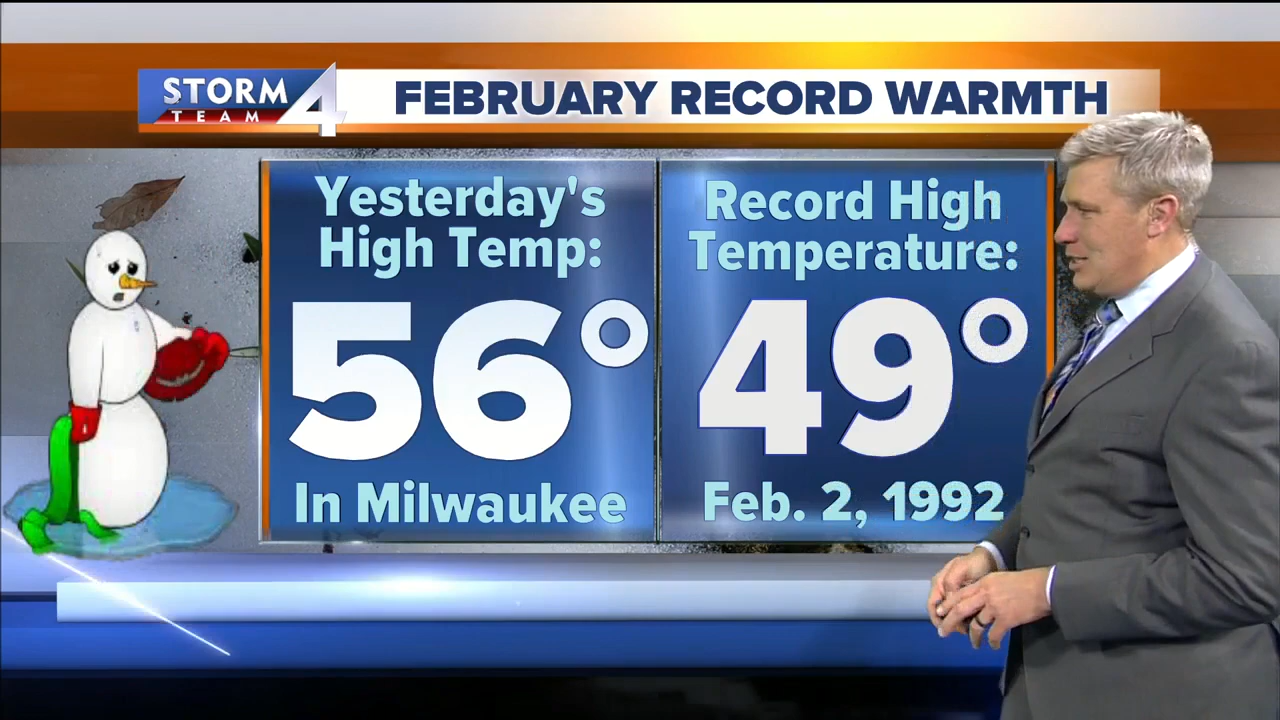 STORM
TEAM
4
FEBRUARY RECORD WARMTH
Yesterday's
High Temp:
56°
In Milwaukee
Record High
Temperature:
49°
Feb. 2, 1992